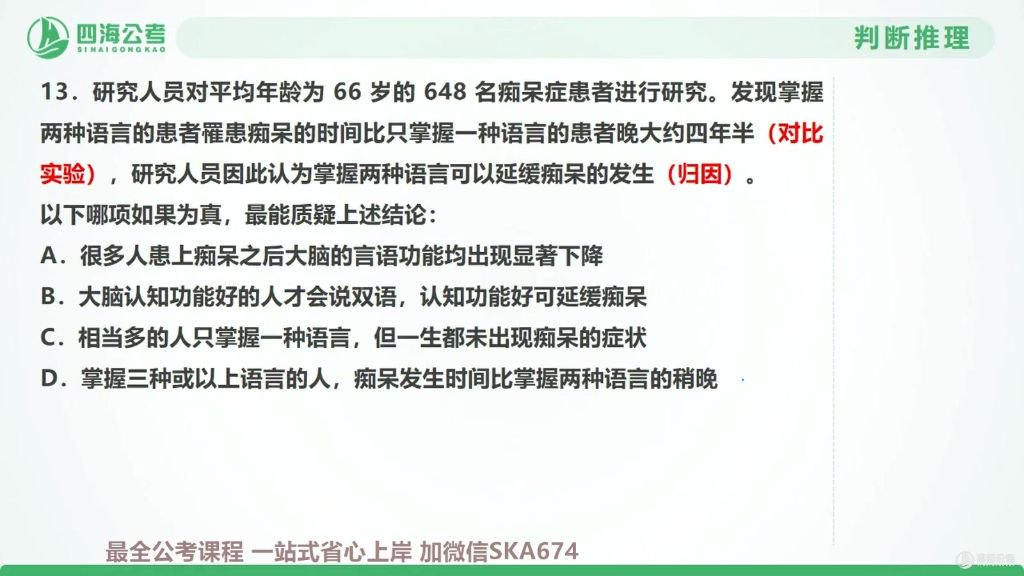 四海公考
SIHAIGONGKAO
判断推理
13. 研究人员对平均年龄为 66 岁的 648 名痴呆症患者进行研究。发现掌握
两种语言的患者罹患痴呆的时间比只掌握一种语言的患者晚大约四年半（对比
实验），研究人员因此认为掌握两种语言可以延缓痴呆的发生（归因）。
以下哪项如果为真，最能质疑上述结论：
A. 很多人患上痴呆之后大脑的言语功能均出现显著下降
B. 大脑认知功能好的人才会说双语，认知功能好可延缓痴呆
C. 相当多的人只掌握一种语言，但一生都未出现痴呆的症状
D. 掌握三种或以上语言的人，痴呆发生时间比掌握两种语言的稍晚
最全公考课程 一站式省心上岸 加微信SKA674